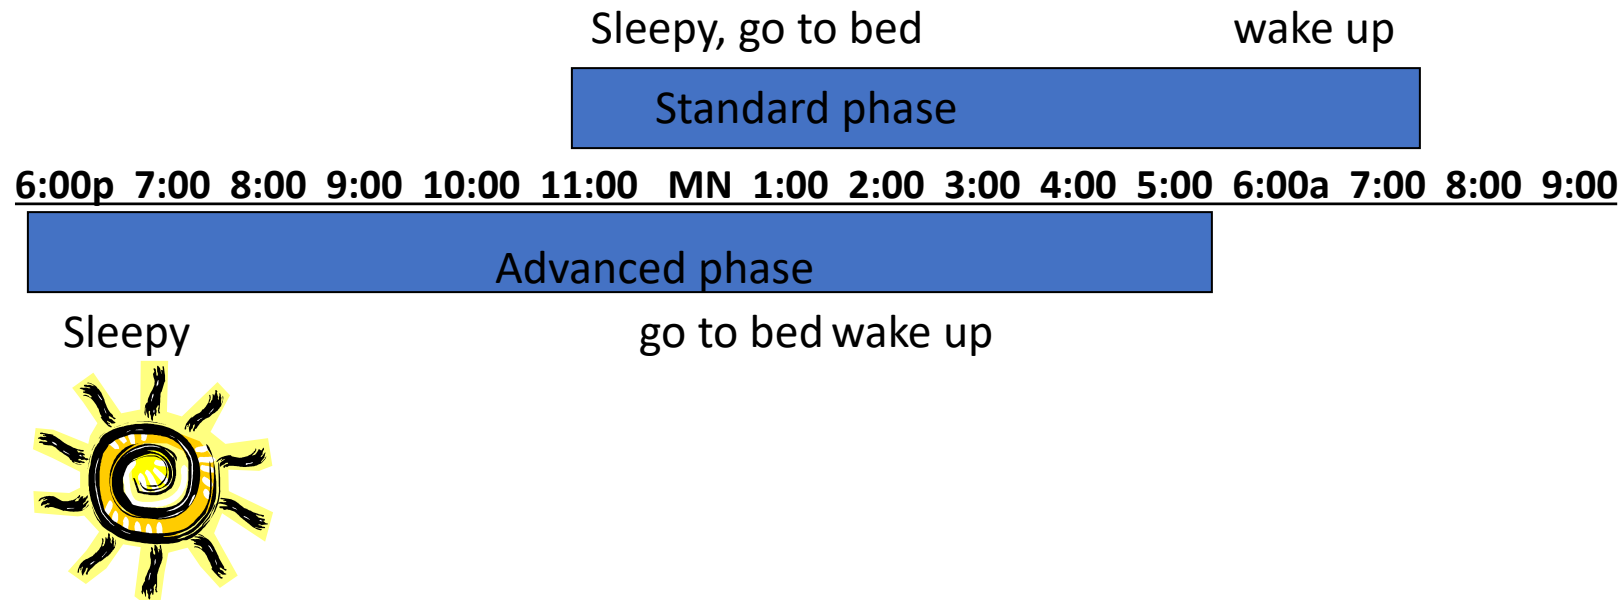 Sleepy, go to bed wake up
Standard phase
6:00p 7:00 8:00 9:00 10:00 11:00 MN 1:00 2:00 3:00 4:00 5:00 6:00a 7:00 8:00 9:00
Advanced phase
Sleepy go to bed wake up